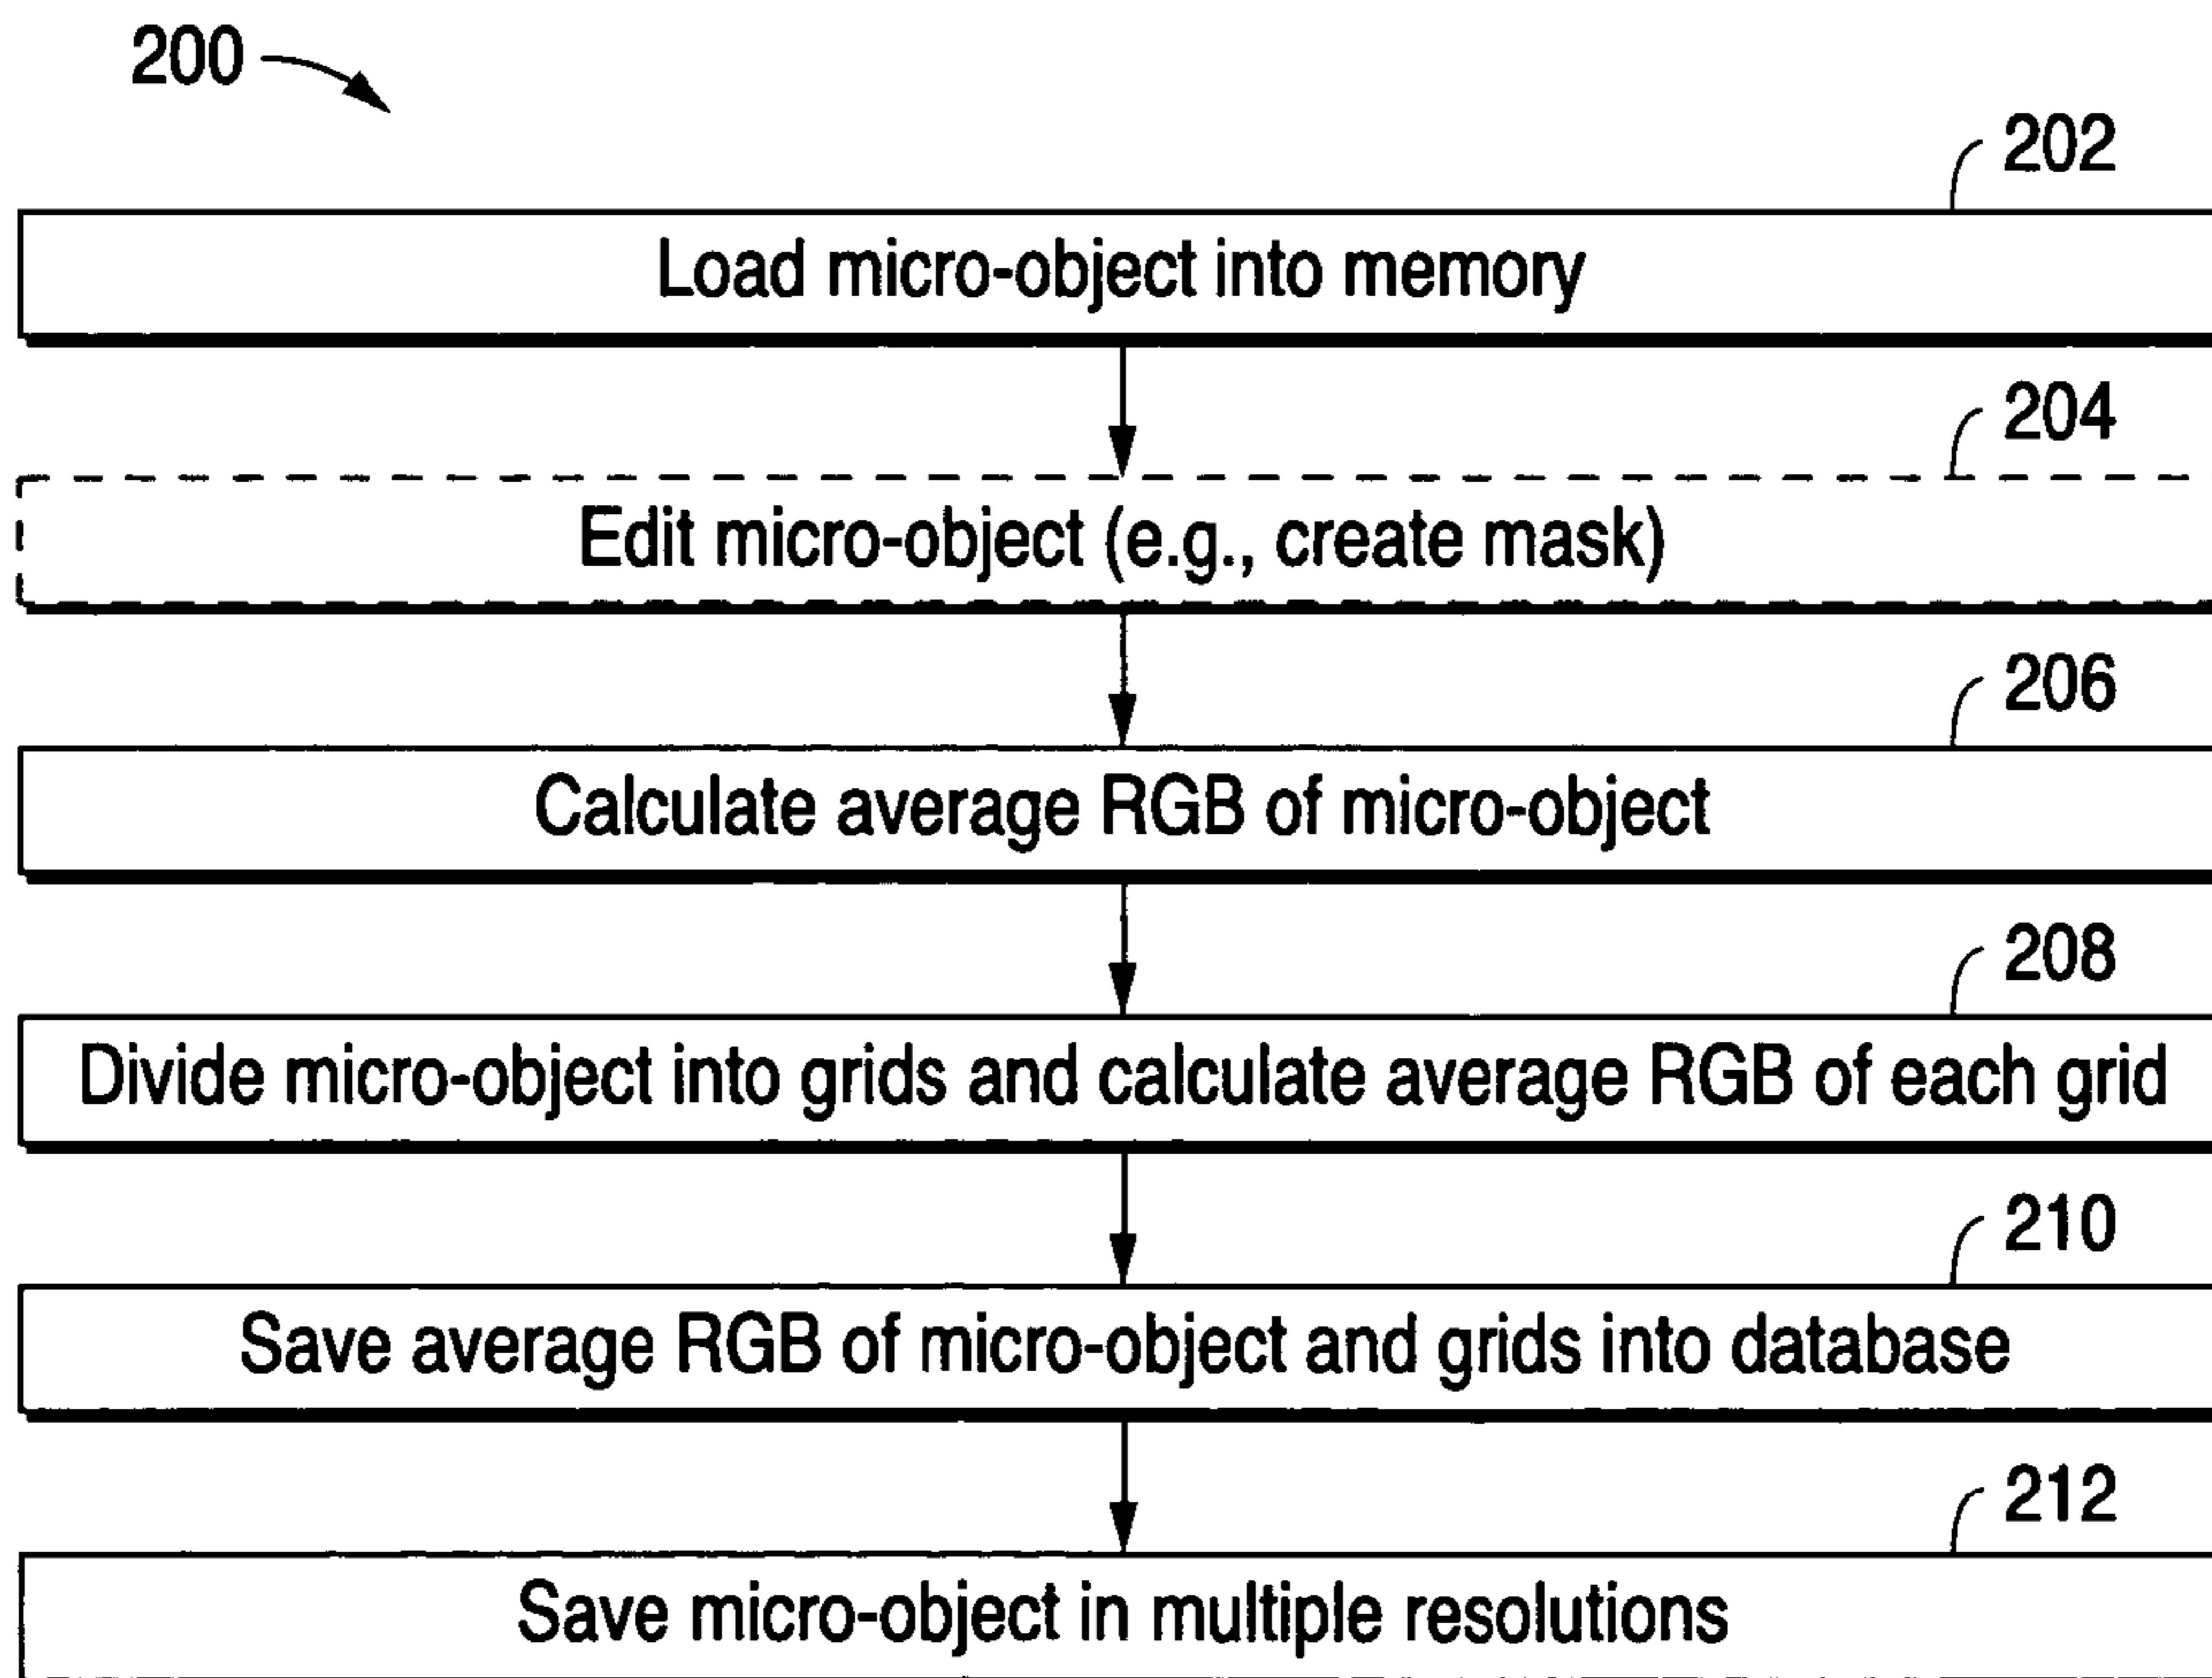 200
202
Load micro-object into memory
204
Edit micro-object (e.g., create mask)
206
Calculate average RGB of micro-object
208
Divide micro-object into grids and calculate average RGB of each grid
210
Save average RGB of micro-object and grids into database
212
Save micro-object in multiple resolutions